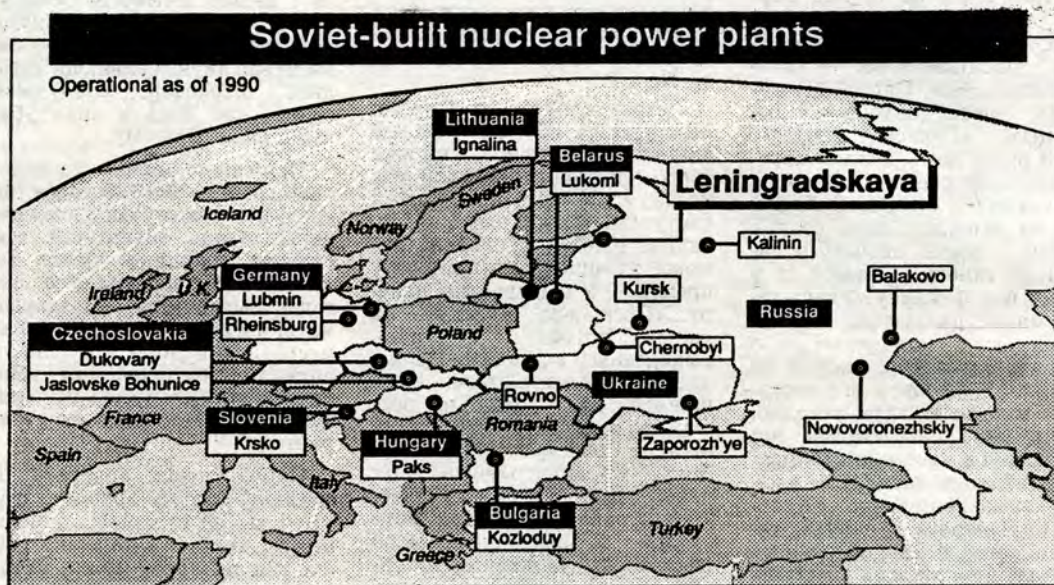 Soviet-built nuclear power plants
Operational as of 1990
Lithuania
Ignalina
Belarus
Lukoml
Leningradskaya
Sweden
Iceland
Norway
Kalinin
Balakovo
Germany
Lubmin
Rheinsburg
Ireland
U.K.
Kursk
Russia
Poland
Czechoslovakia
Dukovany
Jaslovske Bohunice
Chernobyl
Rovno
Ukraine
France
Slovenia
Krsko
Hungary
Paks
Romania
Zaporozh'ye
Novovoronezhskiy
Spain
Italy
Bulgaria
Kozloduy
Turkey
Greece